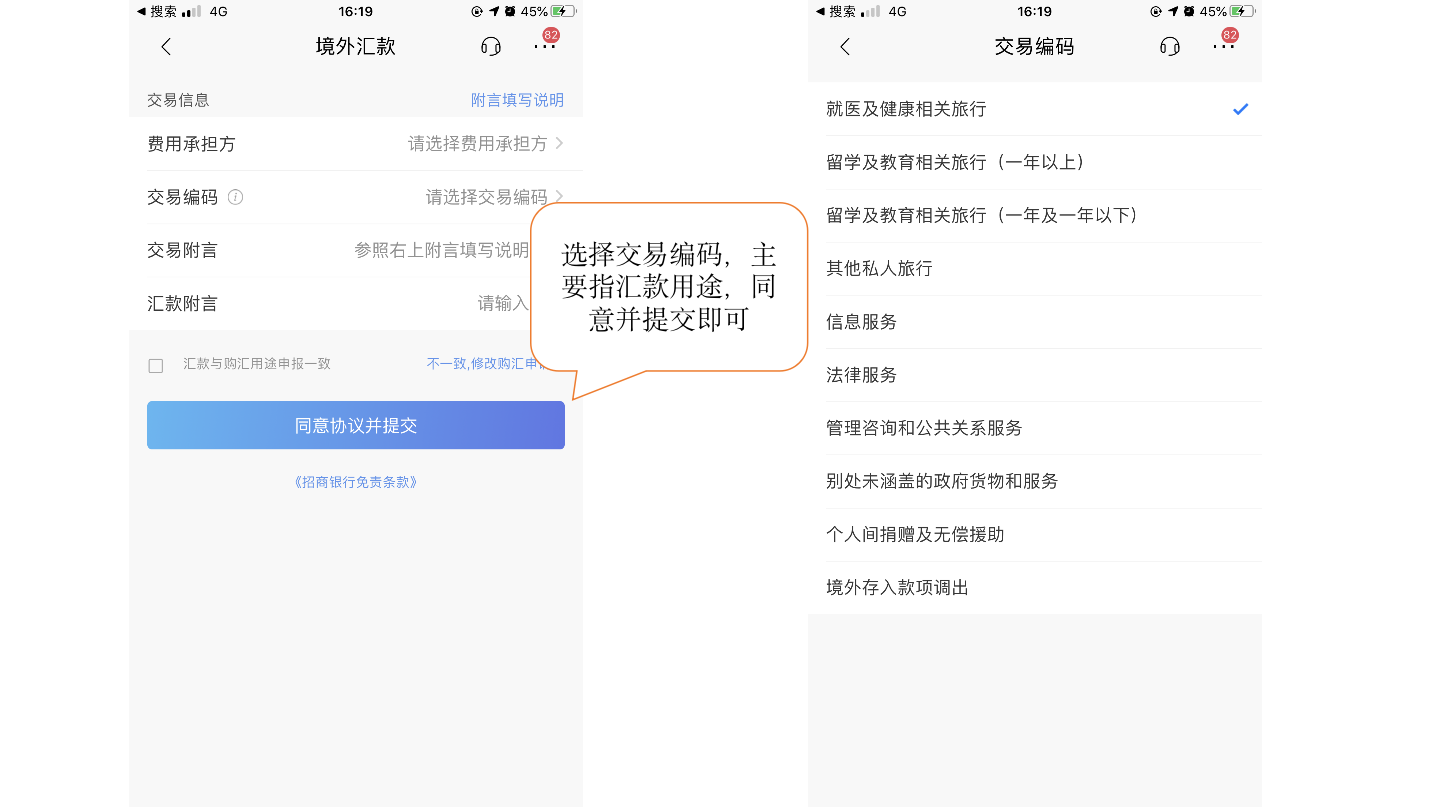 搜索 4G 16:19 45%
境外汇款 82
交易信息 附言填写说明
费用承担方 请选择费用承担方
交易编码 请选择交易编码
交易附言 参照右上附言填写说明
汇款附言 请输入
汇款与购汇用途申报一致 不一致,修改购汇申
同意协议并提交
《招商银行免责条款》
选择交易编码，主
要指汇款用途，同
意并提交即可
搜索 4G 16:19 45%
交易编码 82
就医及健康相关旅行
留学及教育相关旅行（一年以上）
留学及教育相关旅行（一年及一年以下）
其他私人旅行
信息服务
法律服务
管理咨询和公共关系服务
别处未涵盖的政府货物和服务
个人间捐赠及无偿援助
境外存入款项调出